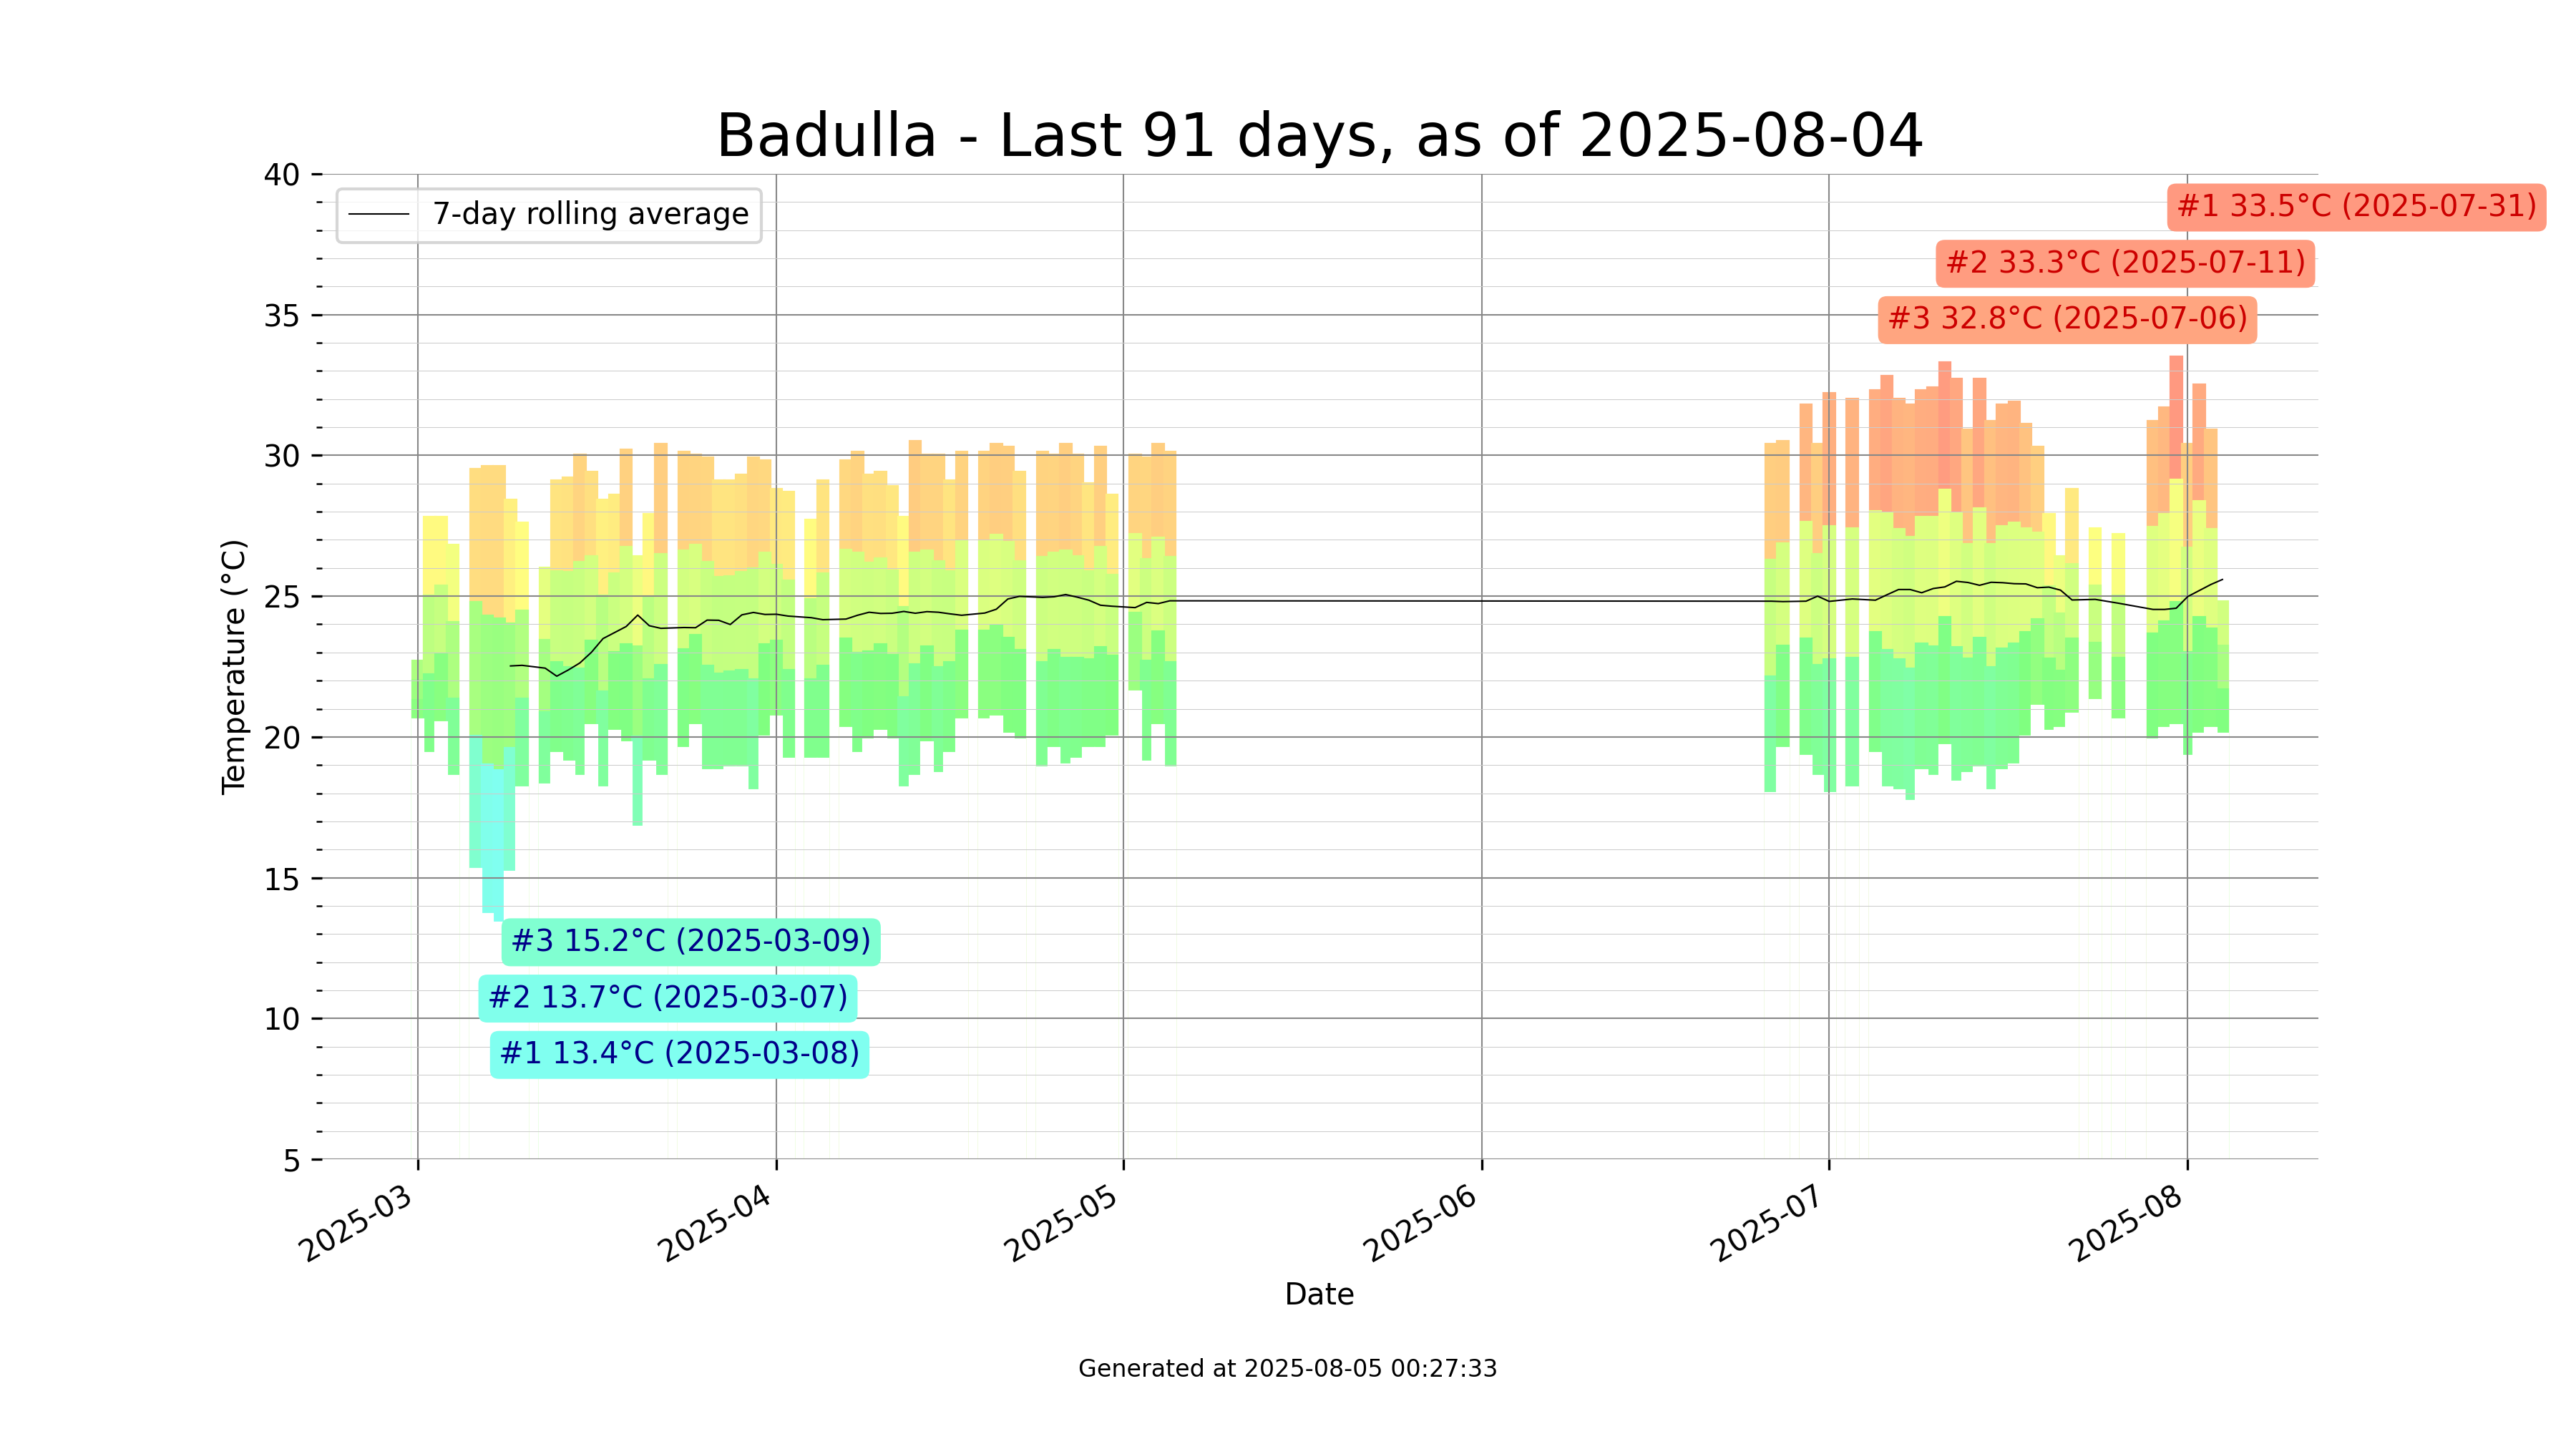 Badulla - Last 91 days, as of 2025-08-04
40
35
30
25
20
15
10
5
Temperature (°C)
7-day rolling average
#1 33.5°C (2025-07-31)
#2 33.3°C (2025-07-11)
#3 32.8°C (2025-07-06)
#3 15.2°C (2025-03-09)
#2 13.7°C (2025-03-07)
#1 13.4°C (2025-03-08)
2025-03
2025-04
2025-05
2025-06
2025-07
2025-08
Date
Generated at 2025-08-05 00:27:33